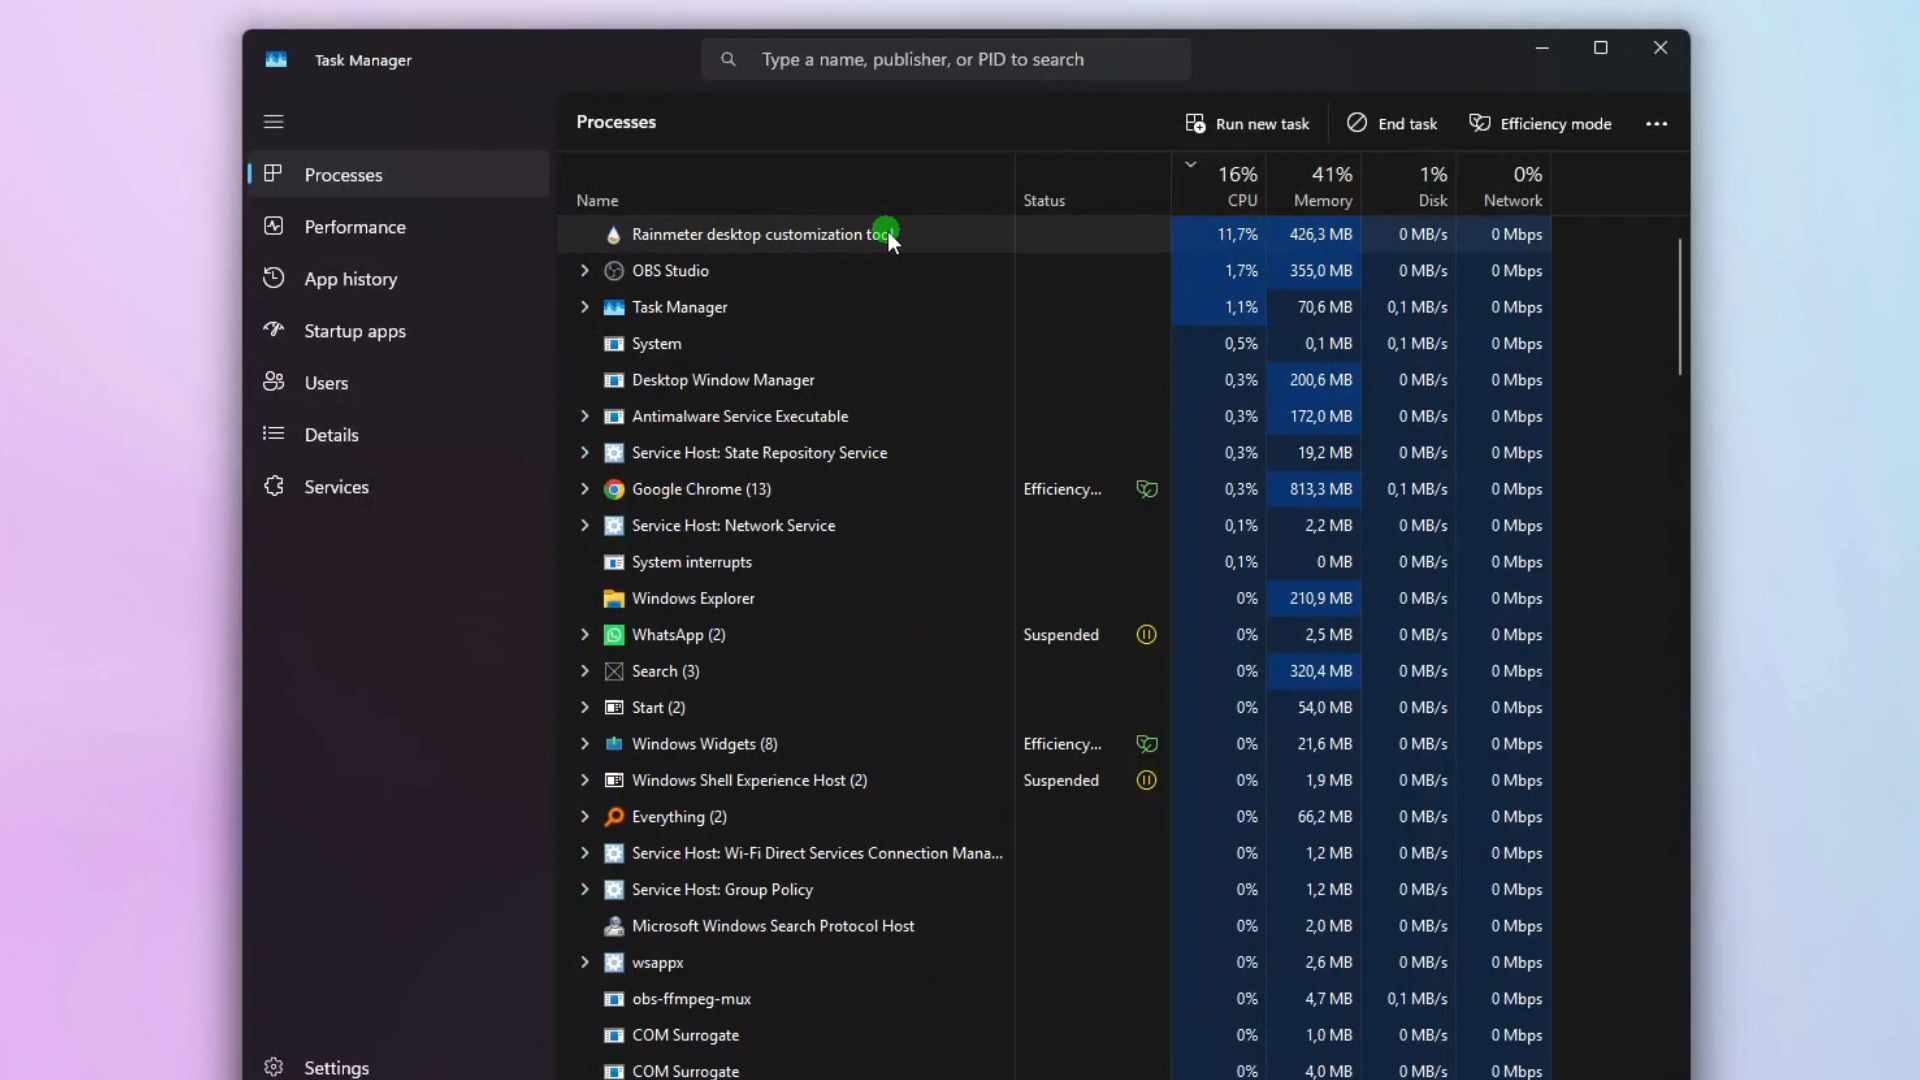 Task Manager
Type a name, publisher, or PID to search
Processes
Run new task
End task
Efficiency mode
Processes
Performance
App history
Startup apps
Users
Details
Services
Settings
16% 41% 1% 0%
Name Status CPU Memory Disk Network
Rainmeter desktop customization tool 11,7% 426,3 MB 0 MB/s 0 Mbps
OBS Studio 1,7% 355,0 MB 0 MB/s 0 Mbps
Task Manager 1,1% 70,6 MB 0,1 MB/s 0 Mbps
System 0,5% 0,1 MB 0,1 MB/s 0 Mbps
Desktop Window Manager 0,3% 200,6 MB 0 MB/s 0 Mbps
Antimalware Service Executable 0,3% 172,0 MB 0 MB/s 0 Mbps
Service Host: State Repository Service 0,3% 19,2 MB 0 MB/s 0 Mbps
Google Chrome (13) Efficiency... 0,3% 813,3 MB 0,1 MB/s 0 Mbps
Service Host: Network Service 0,1% 2,2 MB 0 MB/s 0 Mbps
System interrupts 0,1% 0 MB 0 MB/s 0 Mbps
Windows Explorer 0% 210,9 MB 0 MB/s 0 Mbps
WhatsApp (2) Suspended 0% 2,5 MB 0 MB/s 0 Mbps
Search (3) 0% 320,4 MB 0 MB/s 0 Mbps
Start (2) 0% 54,0 MB 0 MB/s 0 Mbps
Windows Widgets (8) Efficiency... 0% 21,6 MB 0 MB/s 0 Mbps
Windows Shell Experience Host (2) Suspended 0% 1,9 MB 0 MB/s 0 Mbps
Everything (2) 0% 66,2 MB 0 MB/s 0 Mbps
Service Host: Wi-Fi Direct Services Connection Mana... 0% 1,2 MB 0 MB/s 0 Mbps
Service Host: Group Policy 0% 1,2 MB 0 MB/s 0 Mbps
Microsoft Windows Search Protocol Host 0% 2,0 MB 0 MB/s 0 Mbps
wsappx 0% 2,6 MB 0 MB/s 0 Mbps
obs-ffmpeg-mux 0% 4,7 MB 0,1 MB/s 0 Mbps
COM Surrogate 0% 1,0 MB 0 MB/s 0 Mbps
COM Surrogate 0% 4,0 MB 0 MB/s 0 Mbps